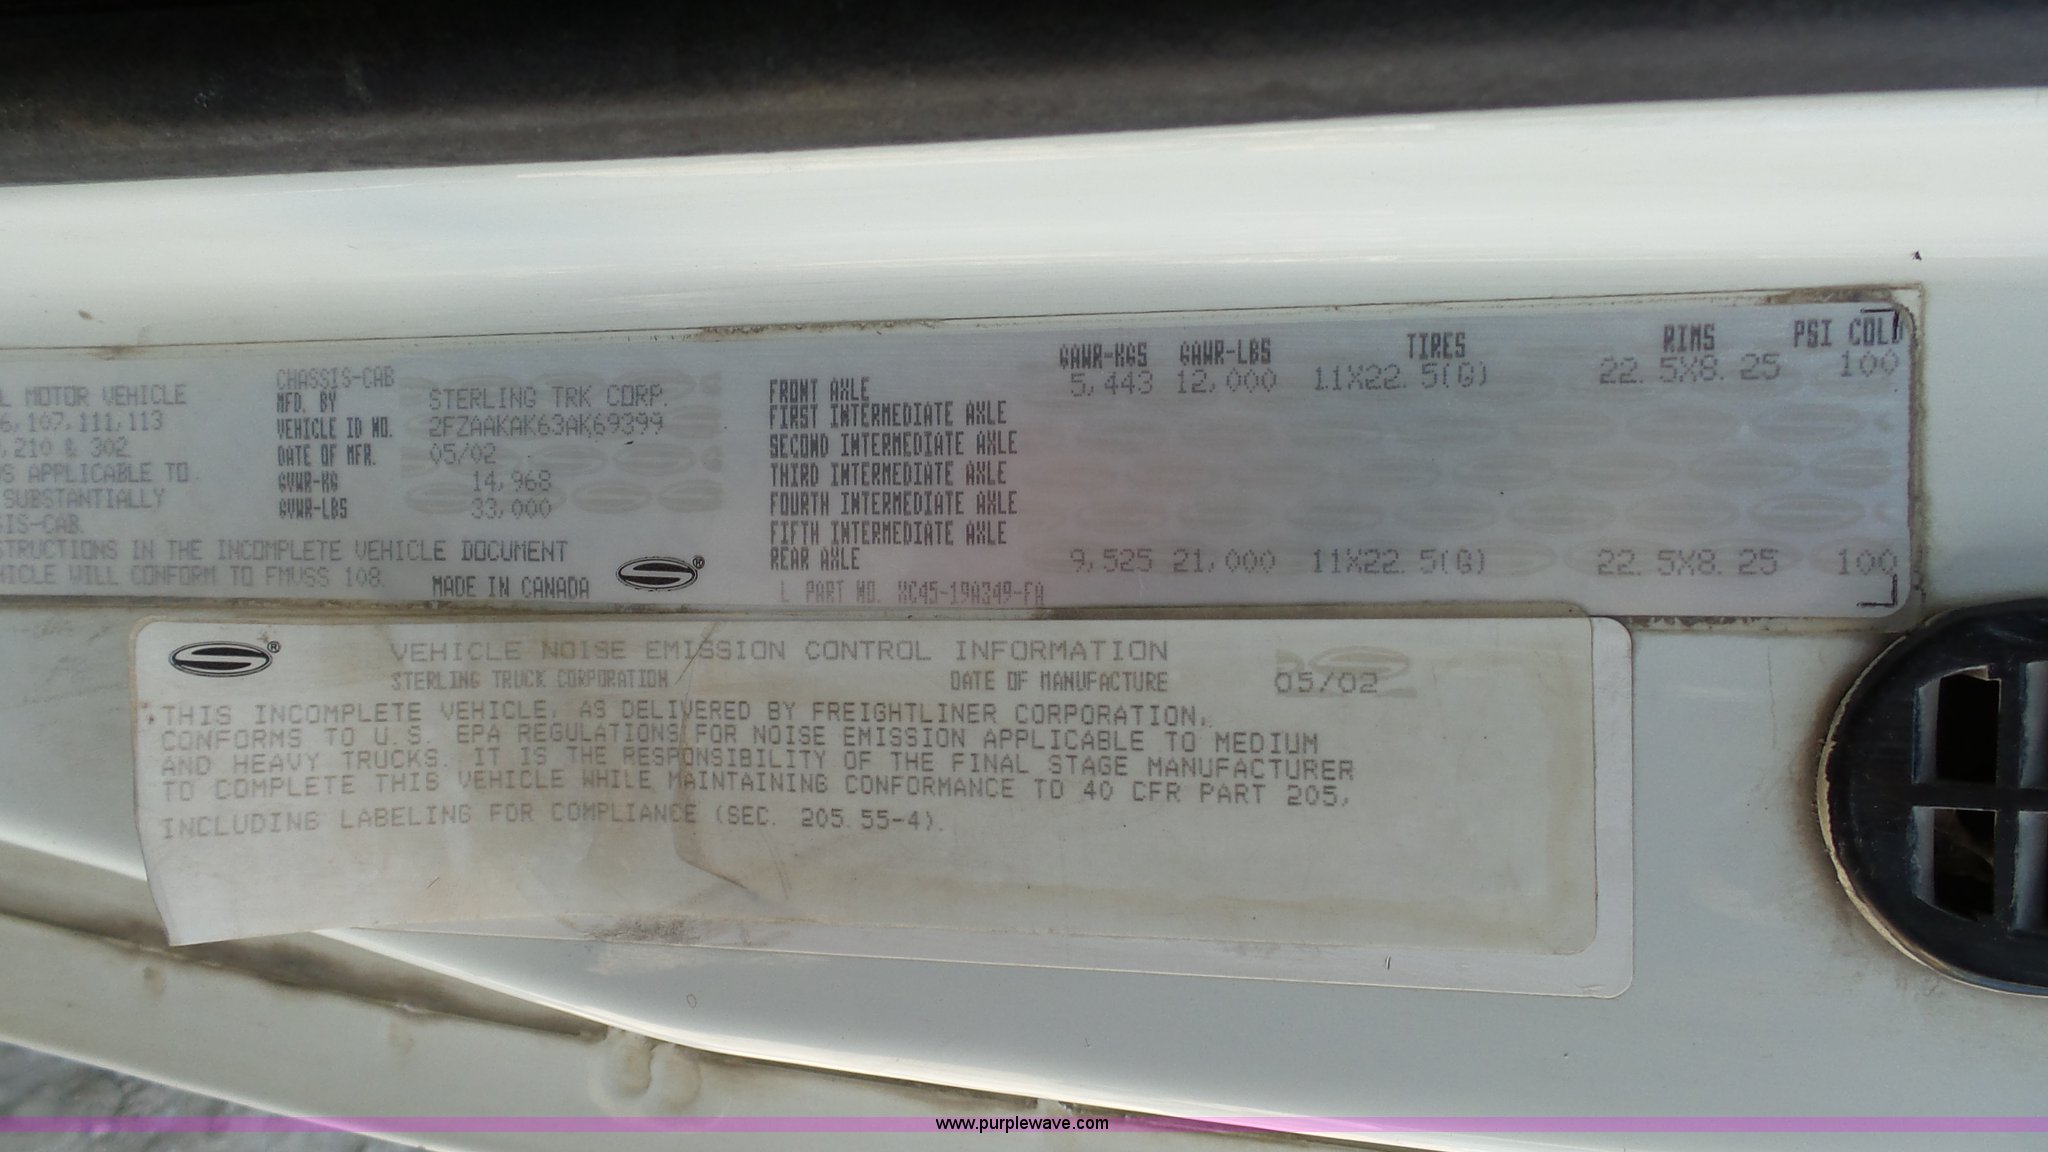 L MOTOR VEHICLE
6,107,111,113
,210 & 302
S APPLICABLE TO
SUBSTANTIALLY
SIS-CAB.
STRUCTIONS IN THE INCOMPLETE VEHICLE DOCUMENT
HICLE WILL CONFORM TO FMVSS 108.
MADE IN CANADA
CHASSIS-CAB
MFD. BY STERLING TRK CORP.
VEHICLE ID NO. 2FZAAKAK63AK69399
DATE OF MFR. 05/02
GVWR-KG 14,968
GVWR-LBS 33,000
GAWR-KGS GAWR-LBS TIRES RIMS PSI COLD
FRONT AXLE 5,443 12,000 11X22.5(G) 22.5X8.25 100
FIRST INTERMEDIATE AXLE
SECOND INTERMEDIATE AXLE
THIRD INTERMEDIATE AXLE
FOURTH INTERMEDIATE AXLE
FIFTH INTERMEDIATE AXLE
REAR AXLE 9,525 21,000 11X22.5(G) 22.5X8.25 100
L PART NO. XC45-19A349-FA
VEHICLE NOISE EMISSION CONTROL INFORMATION
STERLING TRUCK CORPORATION DATE OF MANUFACTURE 05/02
THIS INCOMPLETE VEHICLE, AS DELIVERED BY FREIGHTLINER CORPORATION,
CONFORMS TO U.S. EPA REGULATIONS FOR NOISE EMISSION APPLICABLE TO MEDIUM
AND HEAVY TRUCKS. IT IS THE RESPONSIBILITY OF THE FINAL STAGE MANUFACTURER
TO COMPLETE THIS VEHICLE WHILE MAINTAINING CONFORMANCE TO 40 CFR PART 205,
INCLUDING LABELING FOR COMPLIANCE (SEC. 205.55-4).
www.purplewave.com